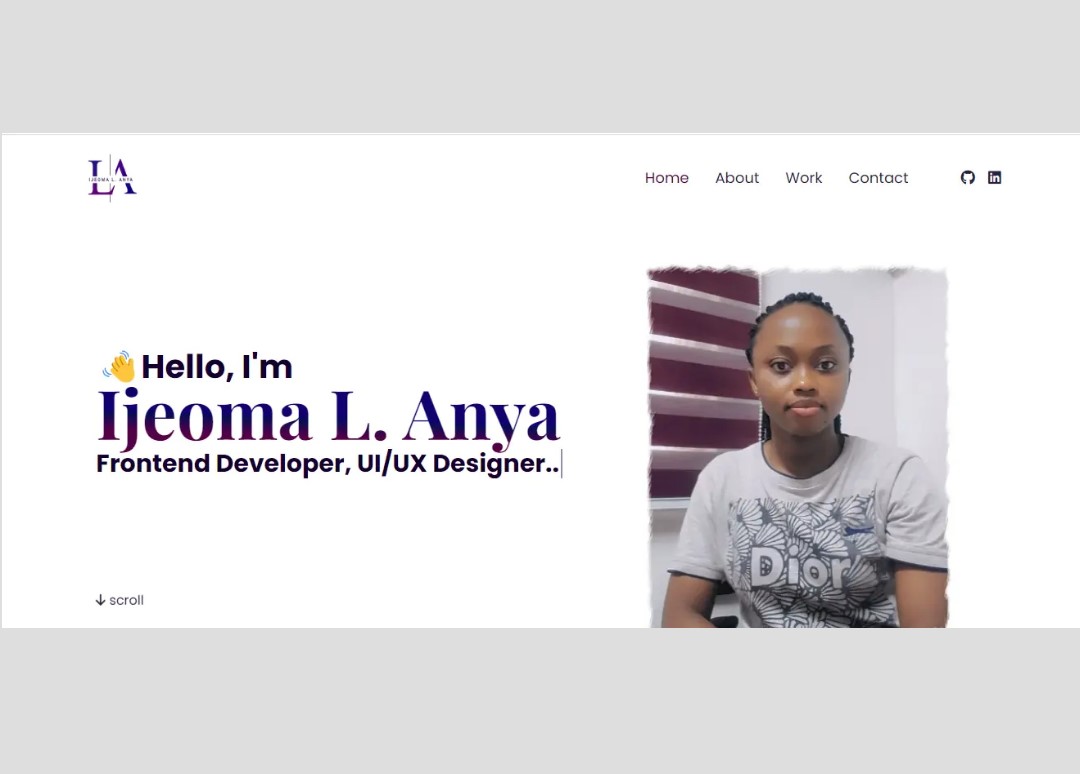 LA
IJEOMA L. ANYA
Home About Work Contact
👋Hello, I'm
Ijeoma L. Anya
Frontend Developer, UI/UX Designer..
Dior
scroll